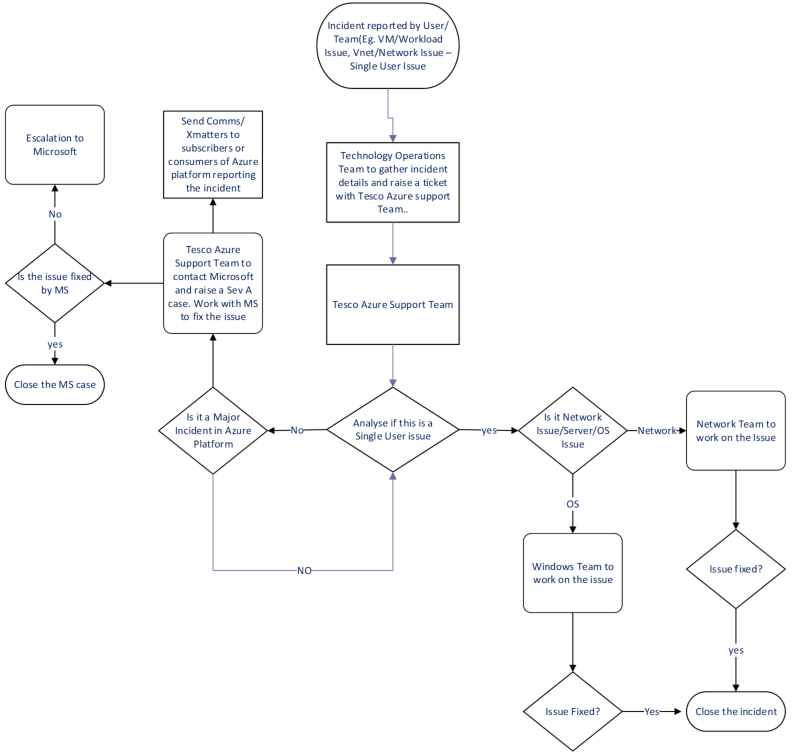 Incident reported by User/
Team(Eg. VM/Workload
Issue, Vnet/Network Issue –
Single User Issue
Send Comms/
Xmatters to
subscribers or
consumers of Azure
platform reporting
the incident
Escalation to
Microsoft
Technology Operations
Team to gather incident
details and raise a ticket
with Tesco Azure support
Team..
No
Tesco Azure
Support Team to
contact Microsoft
and raise a Sev A
case. Work with MS
to fix the issue
Is the issue fixed
by MS
Tesco Azure Support Team
yes
Close the MS case
Is it a Major
Incident in Azure
Platform
No
Analyse if this is a
Single User issue
yes
Is it Network
Issue/Server/OS
Issue
Network
Network Team to
work on the Issue
OS
NO
Windows Team to
work on the issue
Issue fixed?
yes
Issue Fixed?
Yes
Close the incident